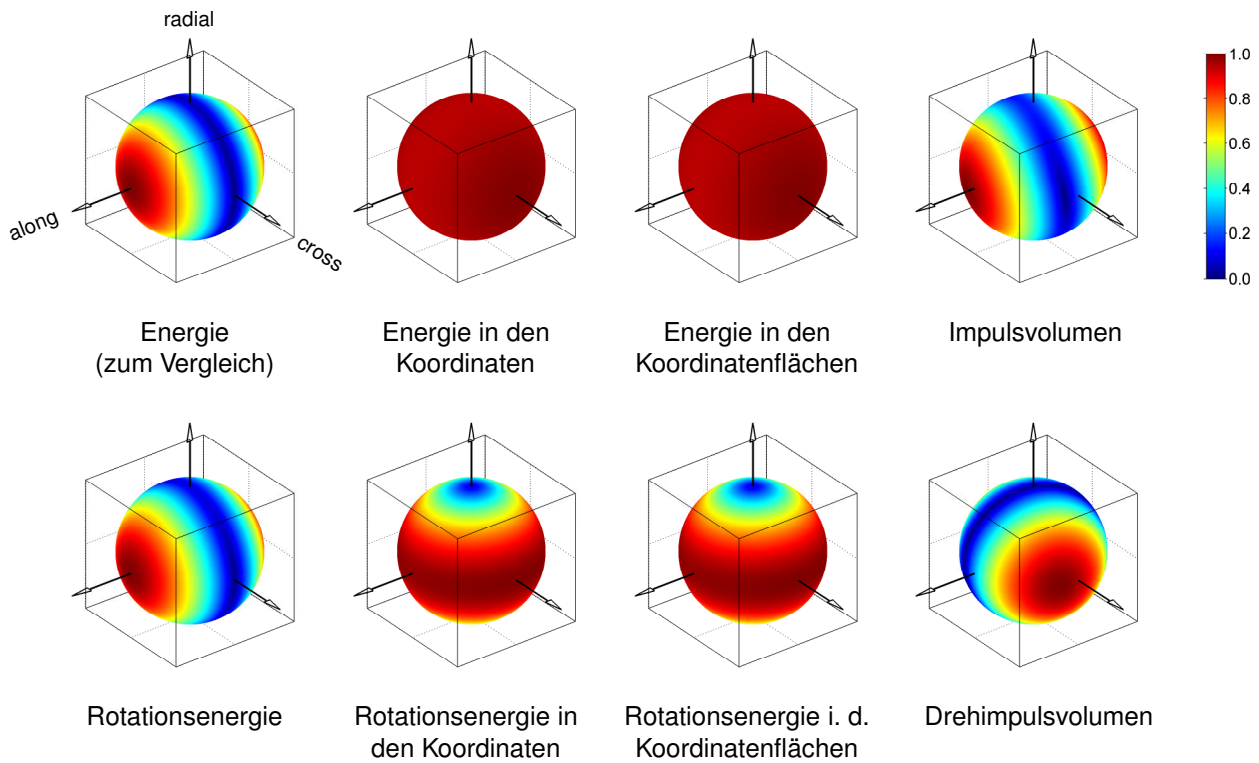 radial
along
cross
1.0
0.8
0.6
0.4
0.2
0.0
Energie
(zum Vergleich)
Energie in den
Koordinaten
Energie in den
Koordinatenflächen
Impulsvolumen
Rotationsenergie
Rotationsenergie in
den Koordinaten
Rotationsenergie i. d.
Koordinatenflächen
Drehimpulsvolumen